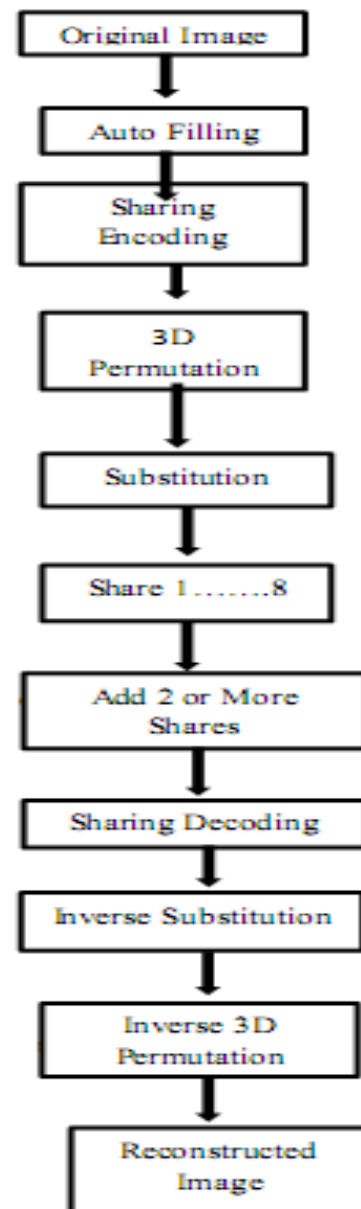 Original Image
Auto Filling
Sharing
Encoding
3D
Permutation
Substitution
Share 1.......8
Add 2 or More
Shares
Sharing Decoding
Inverse Substitution
Inverse 3D
Permutation
Reconstructed
Image